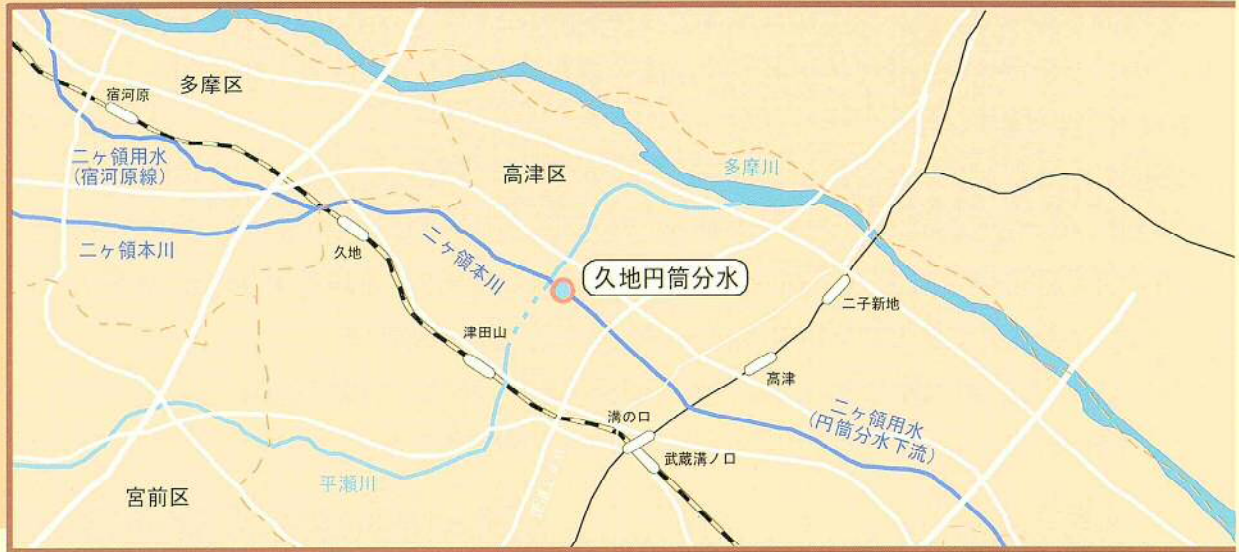 多摩区
宿河原
二ヶ領用水
(宿河原線)
高津区
多摩川
二ヶ領本川
久地
二ヶ領本川
久地円筒分水
二子新地
津田山
高津
溝の口
二ヶ領用水
(円筒分水下流)
武蔵溝ノ口
平瀬川
宮前区